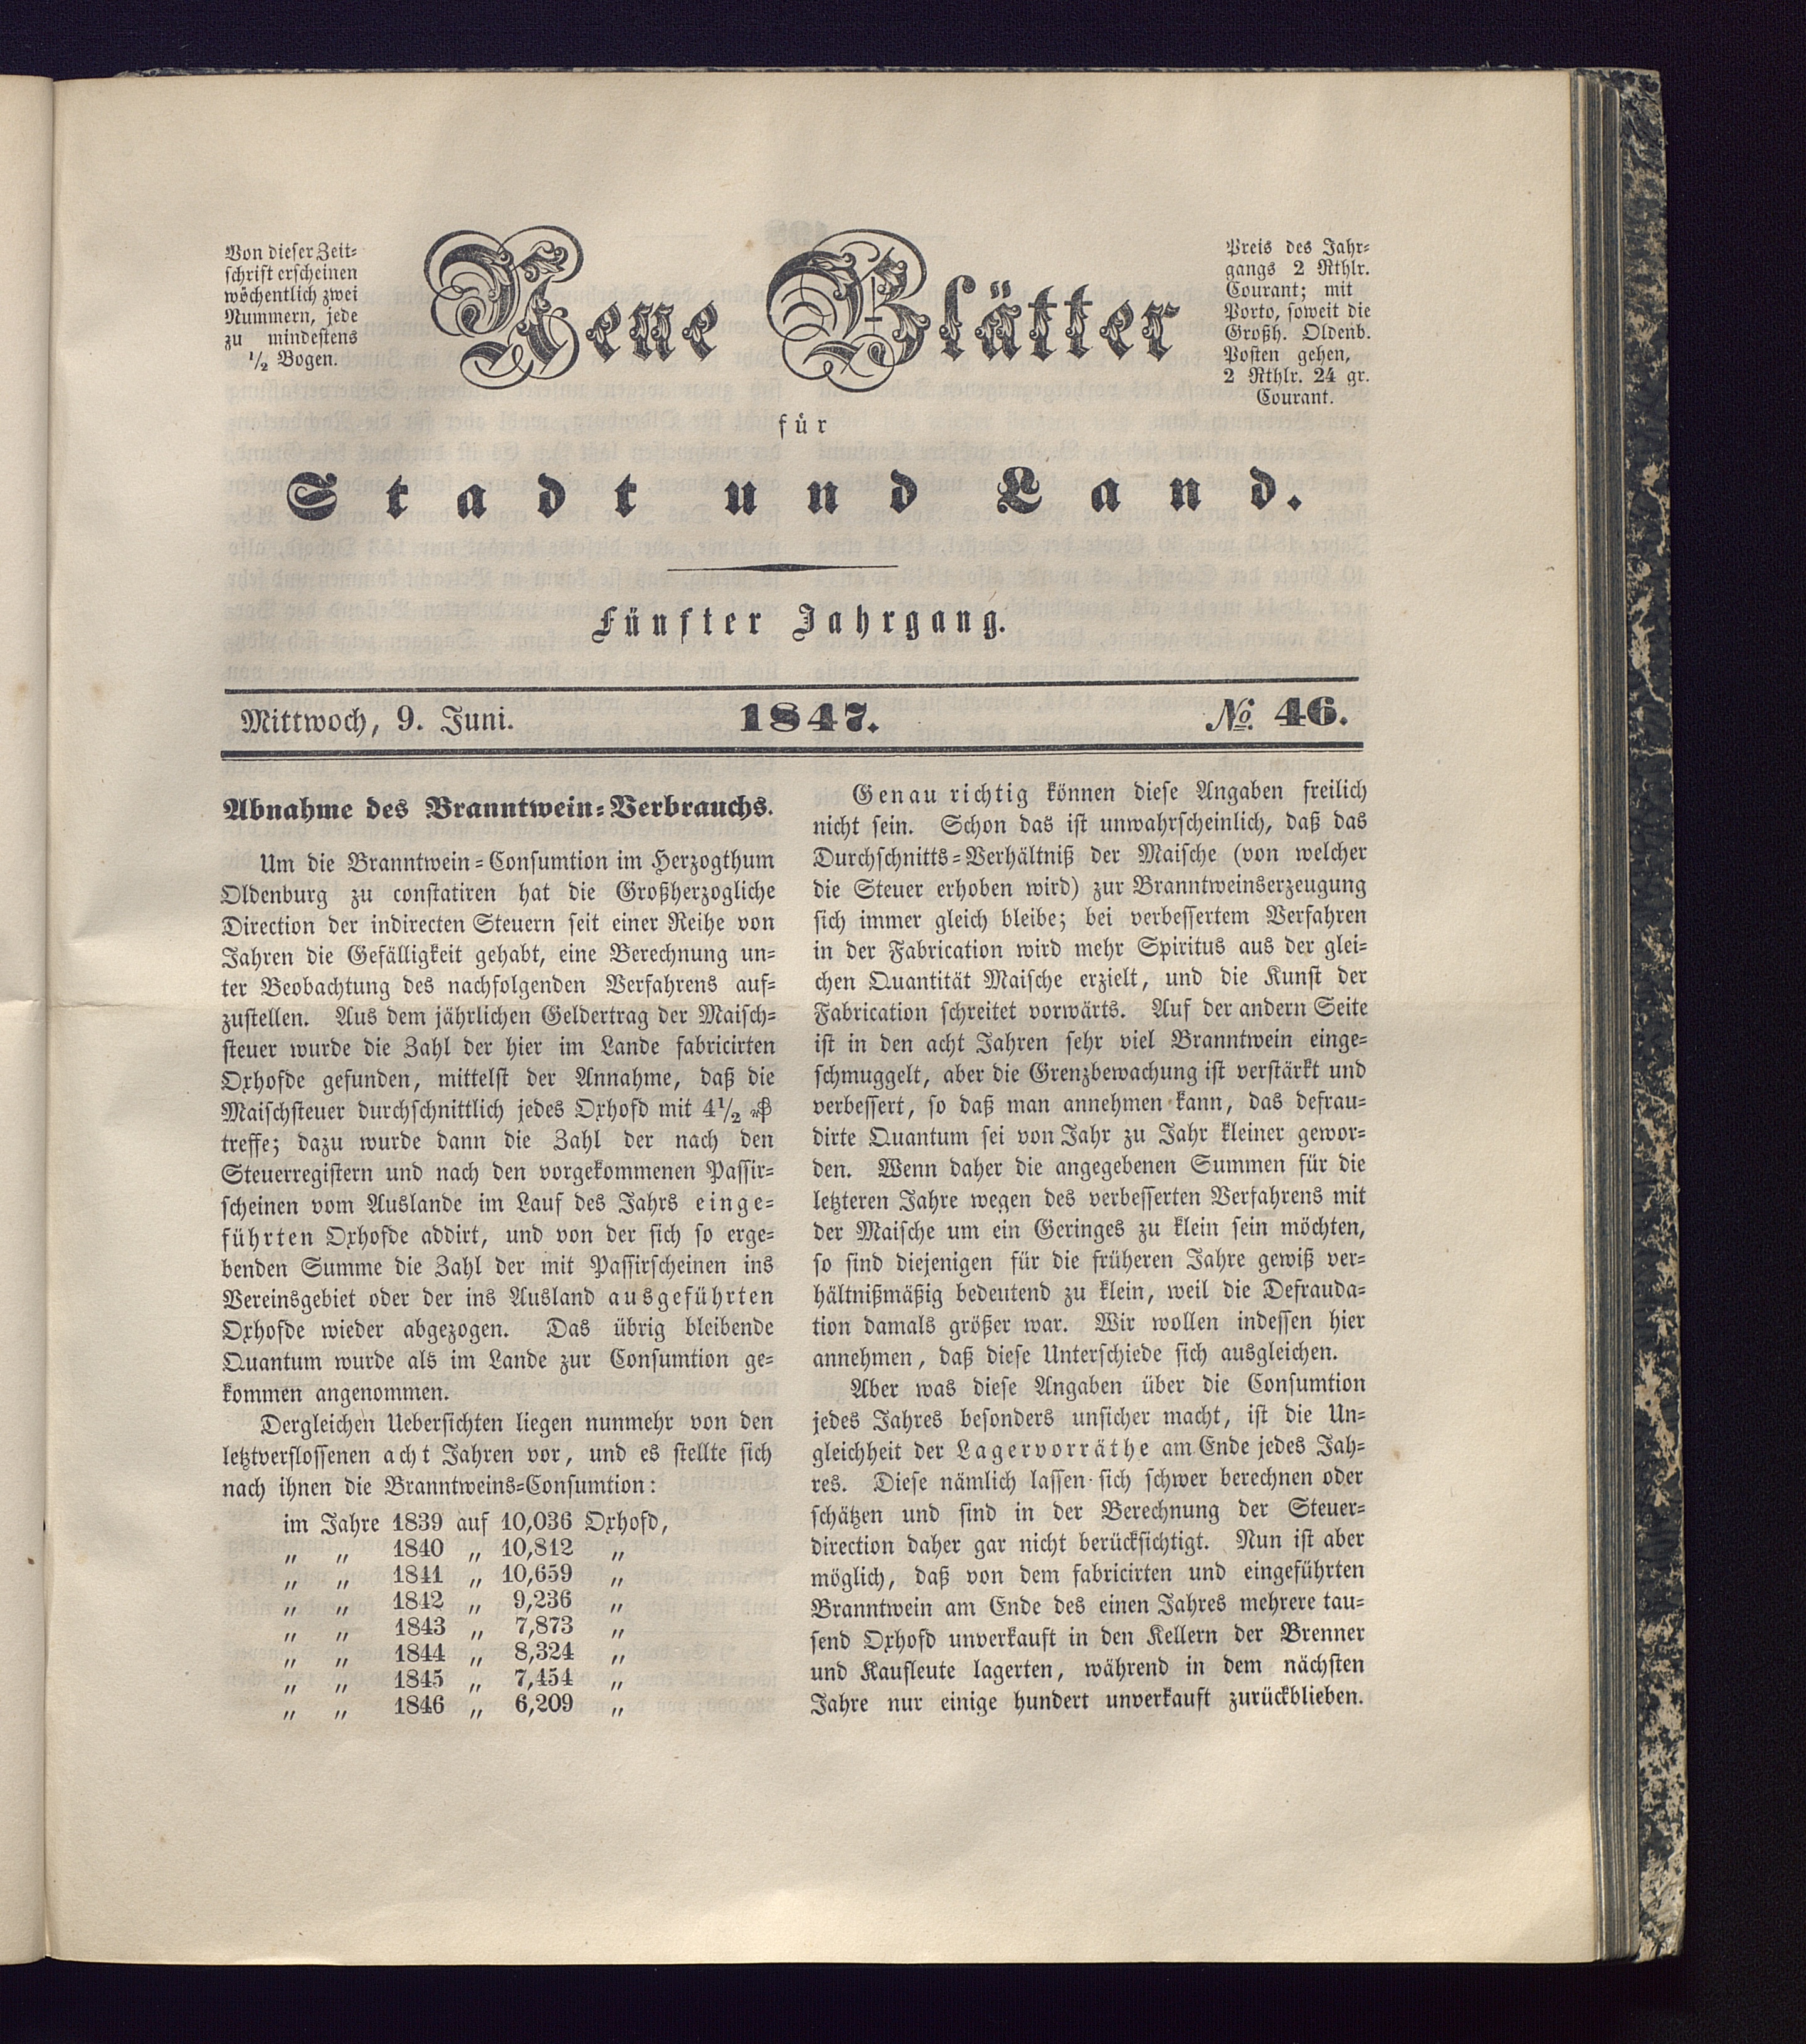 Von dieser Zeit-
schrift erscheinen
wöchentlich zwei
Nummern, jede
zu mindestens
1/2 Bogen.
Neue Blätter
Preis des Jahr-
gangs 2 Rthlr.
Courant; mit
Porto, soweit die
Großh. Oldenb.
Posten gehen,
2 Rthlr. 24 gr.
Courant.
für
Stadt und Land.
Fünfter Jahrgang.
Mittwoch, 9. Juni. 1847. No. 46.
Abnahme des Branntwein-Verbrauchs.
Um die Branntwein-Consumtion im Herzogthum
Oldenburg zu constatiren hat die Großherzogliche
Direction der indirecten Steuern seit einer Reihe von
Jahren die Gefälligkeit gehabt, eine Berechnung un-
ter Beobachtung des nachfolgenden Verfahrens auf-
zustellen. Aus dem jährlichen Geldertrag der Maisch-
steuer wurde die Zahl der hier im Lande fabricirten
Oxhofde gefunden, mittelst der Annahme, daß die
Maischsteuer durchschnittlich jedes Oxhofd mit 4 1/2 ₰
treffe; dazu wurde dann die Zahl der nach den
Steuerregistern und nach den vorgekommenen Passir-
scheinen vom Auslande im Lauf des Jahrs einge-
führten Oxhofde addirt, und von der sich so erge-
benden Summe die Zahl der mit Passirscheinen ins
Vereinsgebiet oder der ins Ausland ausgeführten
Oxhofde wieder abgezogen. Das übrig bleibende
Quantum wurde als im Lande zur Consumtion ge-
kommen angenommen.
Dergleichen Uebersichten liegen nunmehr von den
letztverflossenen acht Jahren vor, und es stellte sich
nach ihnen die Branntweins-Consumtion:
im Jahre 1839 auf 10,036 Oxhofd,
„ „ 1840 „ 10,812 „
„ „ 1841 „ 10,659 „
„ „ 1842 „ 9,236 „
„ „ 1843 „ 7,873 „
„ „ 1844 „ 8,324 „
„ „ 1845 „ 7,454 „
„ „ 1846 „ 6,209 „
Genau richtig können diese Angaben freilich
nicht sein. Schon das ist unwahrscheinlich, daß das
Durchschnitts-Verhältniß der Maische (von welcher
die Steuer erhoben wird) zur Branntweinserzeugung
sich immer gleich bleibe; bei verbessertem Verfahren
in der Fabrication wird mehr Spiritus aus der glei-
chen Quantität Maische erzielt, und die Kunst der
Fabrication schreitet vorwärts. Auf der andern Seite
ist in den acht Jahren sehr viel Branntwein einge-
schmuggelt, aber die Grenzbewachung ist verstärkt und
verbessert, so daß man annehmen kann, das defrau-
dirte Quantum sei von Jahr zu Jahr kleiner gewor-
den. Wenn daher die angegebenen Summen für die
letzteren Jahre wegen des verbesserten Verfahrens mit
der Maische um ein Geringes zu klein sein möchten,
so sind diejenigen für die früheren Jahre gewiß ver-
hältnißmäßig bedeutend zu klein, weil die Defrauda-
tion damals größer war. Wir wollen indessen hier
annehmen, daß diese Unterschiede sich ausgleichen.
Aber was diese Angaben über die Consumtion
jedes Jahres besonders unsicher macht, ist die Un-
gleichheit der Lagervorräthe am Ende jedes Jah-
res. Diese nämlich lassen sich schwer berechnen oder
schätzen und sind in der Berechnung der Steuer-
direction daher gar nicht berücksichtigt. Nun ist aber
möglich, daß von dem fabricirten und eingeführten
Branntwein am Ende des einen Jahres mehrere tau-
send Oxhofd unverkauft in den Kellern der Brenner
und Kaufleute lagerten, während in dem nächsten
Jahre nur einige hundert unverkauft zurückblieben.